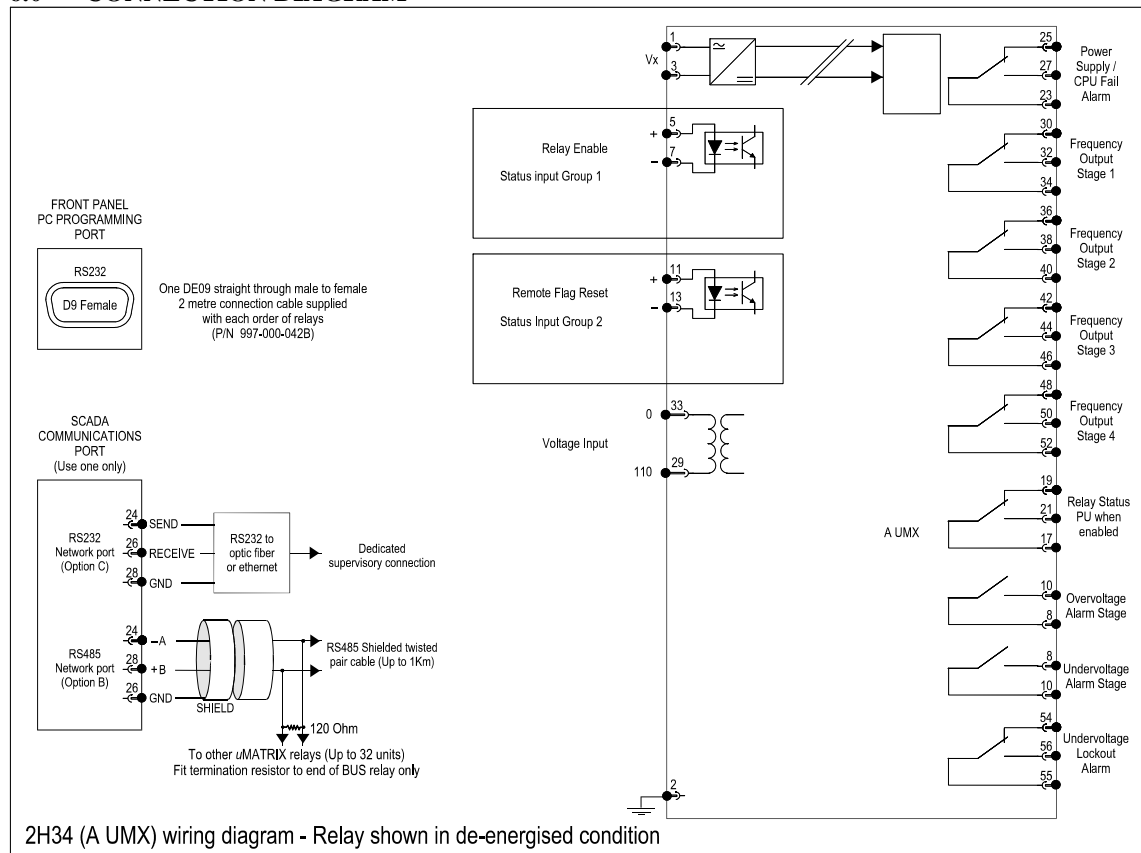 FRONT PANEL
PC PROGRAMMING
PORT
RS232
D9 Female
One DE09 straight through male to female
2 metre connection cable supplied
with each order of relays
(P/N 997-000-042B)
SCADA
COMMUNICATIONS
PORT
(Use one only)
RS232
Network port
(Option C)
24
SEND
26
RECEIVE
28
GND
RS232 to
optic fiber
or ethernet
Dedicated
supervisory connection
RS485
Network port
(Option B)
24
–A
28
+B
26
GND
SHIELD
RS485 Shielded twisted
pair cable (Up to 1Km)
120 Ohm
To other uMATRIX relays (Up to 32 units)
Fit termination resistor to end of BUS relay only
Vx
1
3
Relay Enable
Status input Group 1
+
5
–
7
Remote Flag Reset
Status Input Group 2
+
11
–
13
Voltage Input
0
33
110
29
2
A UMX
25
27
23
Power
Supply /
CPU Fail
Alarm
30
32
34
Frequency
Output
Stage 1
36
38
40
Frequency
Output
Stage 2
42
44
46
Frequency
Output
Stage 3
48
50
52
Frequency
Output
Stage 4
19
21
17
Relay Status
PU when
enabled
10
8
Overvoltage
Alarm Stage
8
10
Undervoltage
Alarm Stage
54
56
55
Undervoltage
Lockout
Alarm
2H34 (A UMX) wiring diagram - Relay shown in de-energised condition